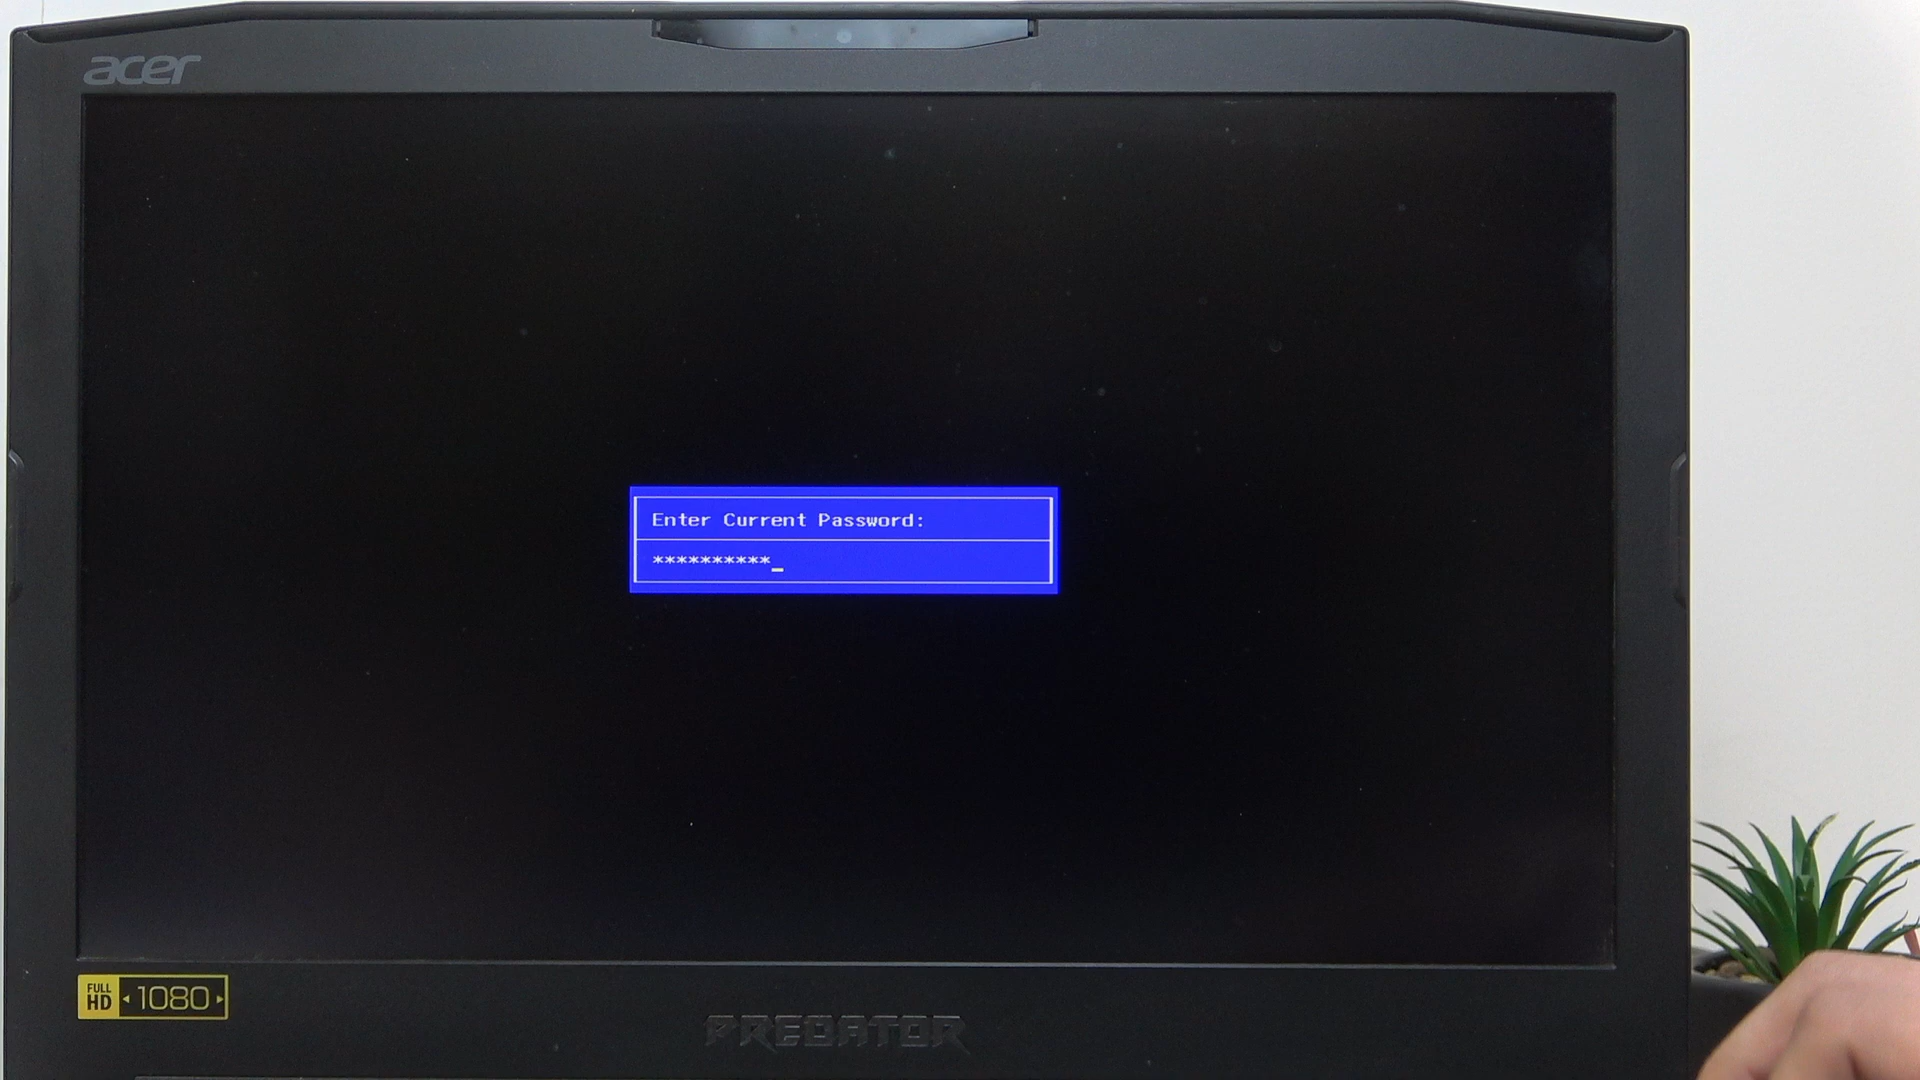 acer
Enter Current Password:
**********_
FULL HD 1080
PREDATOR